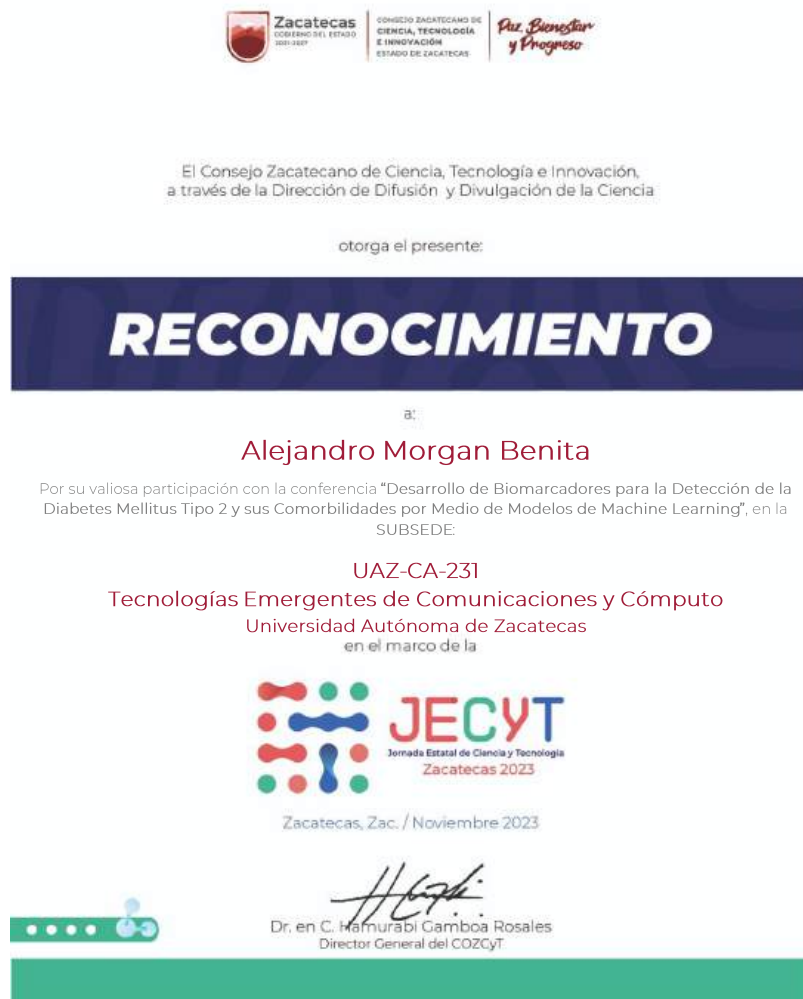 Zacatecas
GOBIERNO DEL ESTADO
2021-2027
CONSEJO ZACATECANO DE
CIENCIA, TECNOLOGÍA
E INNOVACIÓN
ESTADO DE ZACATECAS
Paz, Bienestar
y Progreso
El Consejo Zacatecano de Ciencia, Tecnología e Innovación,
a través de la Dirección de Difusión y Divulgación de la Ciencia
otorga el presente:
RECONOCIMIENTO
a:
Alejandro Morgan Benita
Por su valiosa participación con la conferencia “Desarrollo de Biomarcadores para la Detección de la
Diabetes Mellitus Tipo 2 y sus Comorbilidades por Medio de Modelos de Machine Learning”, en la
SUBSEDE:
UAZ-CA-231
Tecnologías Emergentes de Comunicaciones y Cómputo
Universidad Autónoma de Zacatecas
en el marco de la
JECYT
Jornada Estatal de Ciencia y Tecnología
Zacatecas 2023
Zacatecas, Zac. / Noviembre 2023
Dr. en C. Hamurabi Gamboa Rosales
Director General del COZCyT